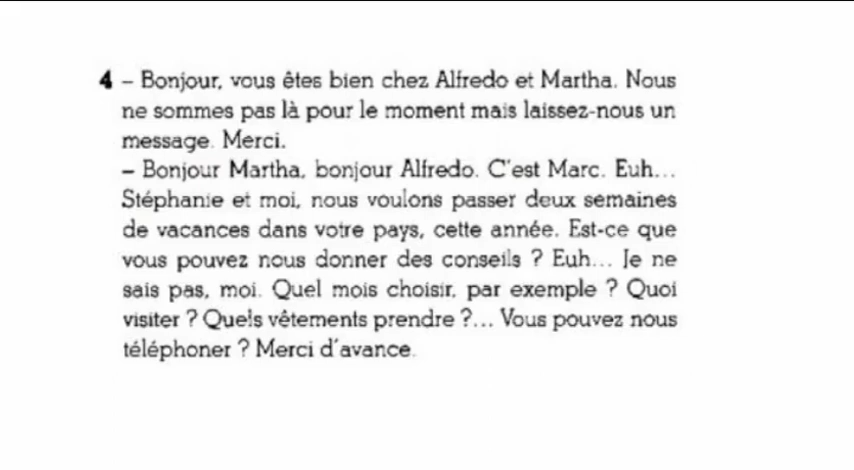 4 – Bonjour, vous êtes bien chez Alfredo et Martha. Nous
ne sommes pas là pour le moment mais laissez-nous un
message. Merci.
– Bonjour Martha, bonjour Alfredo. C'est Marc. Euh...
Stéphanie et moi, nous voulons passer deux semaines
de vacances dans votre pays, cette année. Est-ce que
vous pouvez nous donner des conseils ? Euh... Je ne
sais pas, moi. Quel mois choisir, par exemple ? Quoi
visiter ? Quels vêtements prendre ?... Vous pouvez nous
téléphoner ? Merci d'avance.